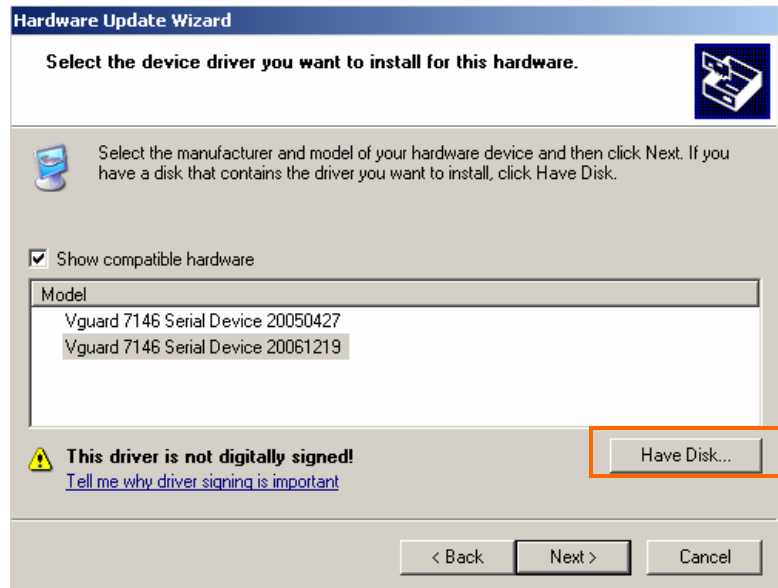 Hardware Update Wizard
Select the device driver you want to install for this hardware.
Select the manufacturer and model of your hardware device and then click Next. If you
have a disk that contains the driver you want to install, click Have Disk.
Show compatible hardware
Model
Vguard 7146 Serial Device 20050427
Vguard 7146 Serial Device 20061219
This driver is not digitally signed!
Tell me why driver signing is important
Have Disk...
< Back
Next >
Cancel